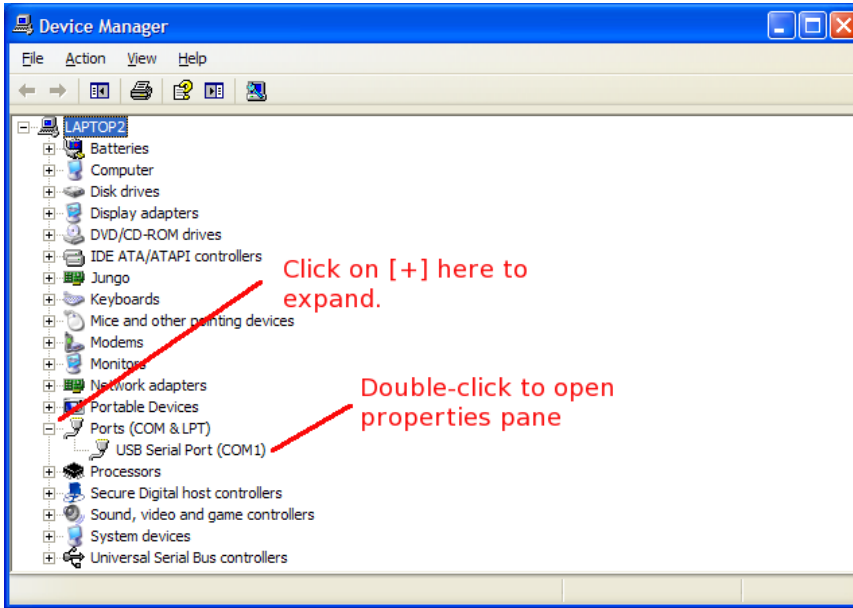 Device Manager
File Action View Help
LAPTOP2
Batteries
Computer
Disk drives
Display adapters
DVD/CD-ROM drives
IDE ATA/ATAPI controllers
Click on [+] here to
expand.
Jungo
Keyboards
Mice and other pointing devices
Modems
Monitors
Network adapters
Double-click to open
properties pane
Portable Devices
Ports (COM & LPT)
USB Serial Port (COM1)
Processors
Secure Digital host controllers
Sound, video and game controllers
System devices
Universal Serial Bus controllers